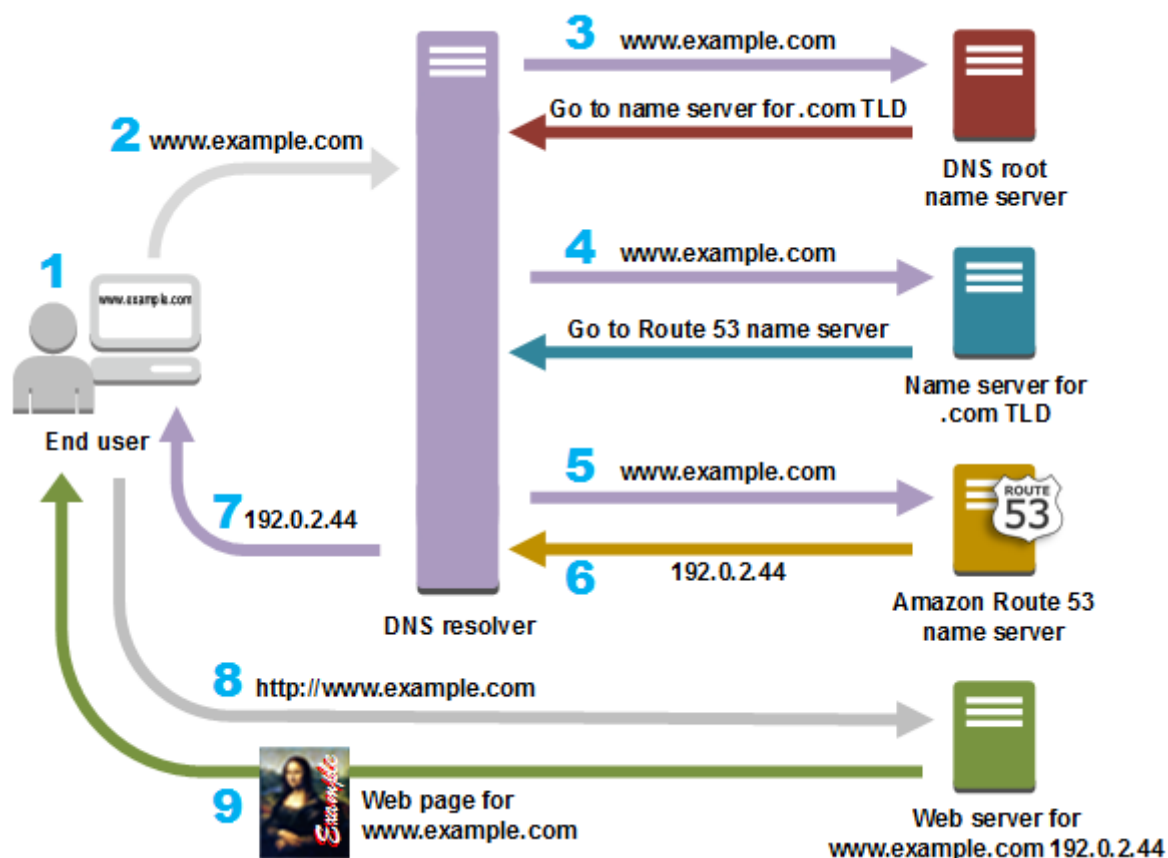 3 www.example.com
Go to name server for .com TLD
DNS root
name server
2 www.example.com
1
www.example.com
End user
4 www.example.com
Go to Route 53 name server
Name server for
.com TLD
5 www.example.com
ROUTE
53
6 192.0.2.44
Amazon Route 53
name server
7 192.0.2.44
DNS resolver
8 http://www.example.com
9
Example
Web page for
www.example.com
Web server for
www.example.com 192.0.2.44